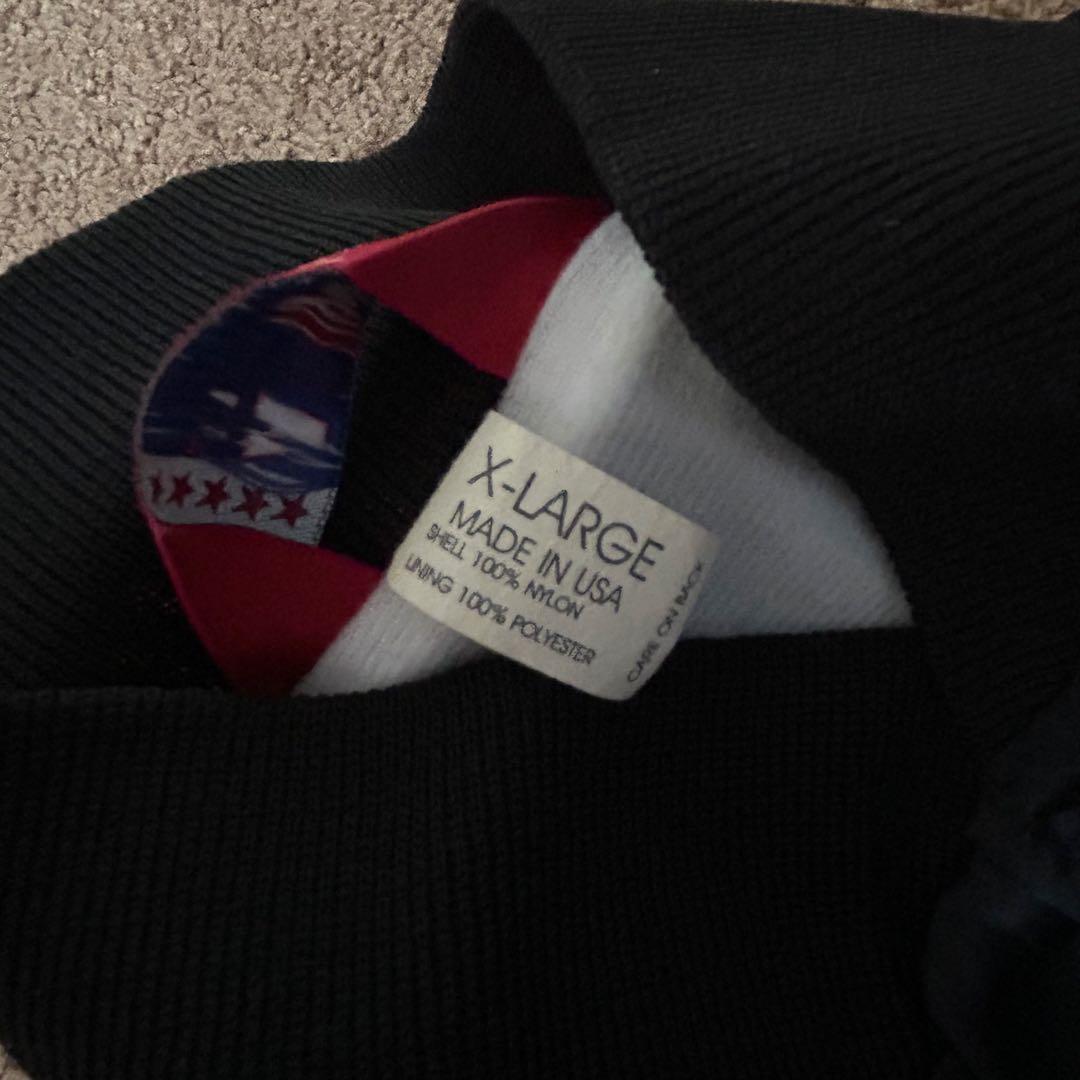 X-LARGE
MADE IN USA
SHELL 100% NYLON
LINING 100% POLYESTER
CARE ON BACK